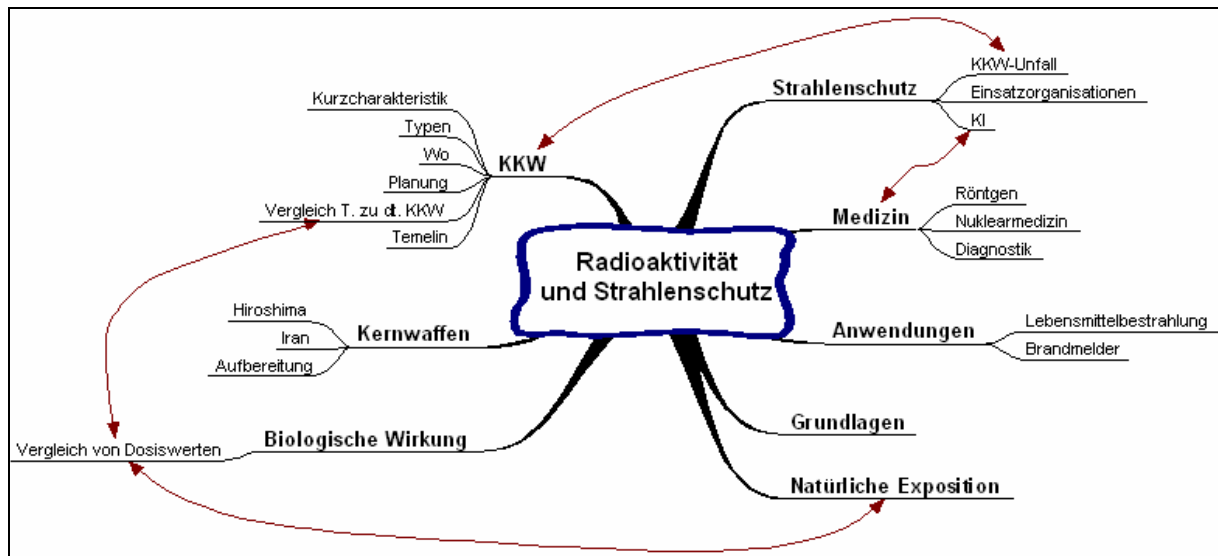 Radioaktivität
und Strahlenschutz
Strahlenschutz
KKW-Unfall
Einsatzorganisationen
KI
Medizin
Röntgen
Nuklearmedizin
Diagnostik
Anwendungen
Lebensmittelbestrahlung
Brandmelder
Grundlagen
Natürliche Exposition
KKW
Kurzcharakteristik
Typen
Wo
Planung
Vergleich T. zu dt. KKW
Temelin
Kernwaffen
Hiroshima
Iran
Aufbereitung
Biologische Wirkung
Vergleich von Dosiswerten